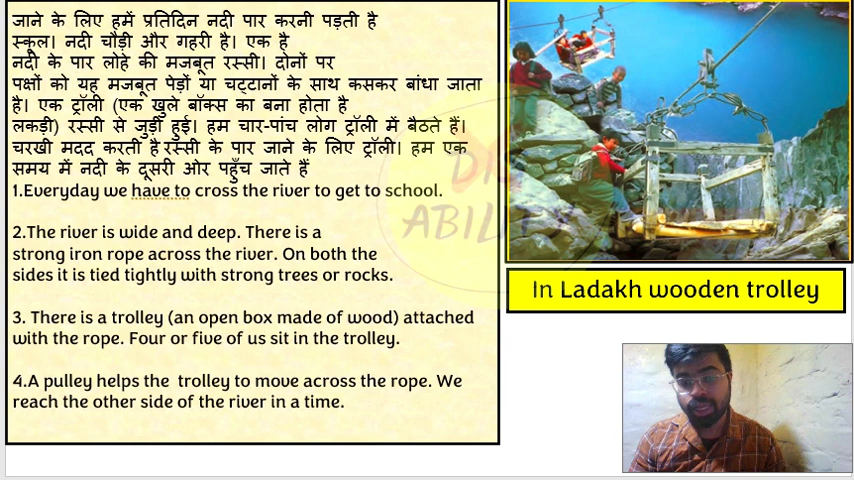 जाने के लिए हमें प्रतिदिन नदी पार करनी पड़ती है
स्कूल। नदी चौड़ी और गहरी है। एक है
नदी के पार लोहे की मजबूत रस्सी। दोनों पर
पक्षों को यह मजबूत पेड़ों या चट्टानों के साथ कसकर बांधा जाता
है। एक ट्रॉली (एक खुले बॉक्स का बना होता है
लकड़ी) रस्सी से जुड़ी हुई। हम चार-पांच लोग ट्रॉली में बैठते हैं।
चरखी मदद करती है रस्सी के पार जाने के लिए ट्रॉली। हम एक
समय में नदी के दूसरी ओर पहुँच जाते हैं
1.Everyday we have to cross the river to get to school.
2.The river is wide and deep. There is a
strong iron rope across the river. On both the
sides it is tied tightly with strong trees or rocks.
3. There is a trolley (an open box made of wood) attached
with the rope. Four or five of us sit in the trolley.
4.A pulley helps the trolley to move across the rope. We
reach the other side of the river in a time.
In Ladakh wooden trolley